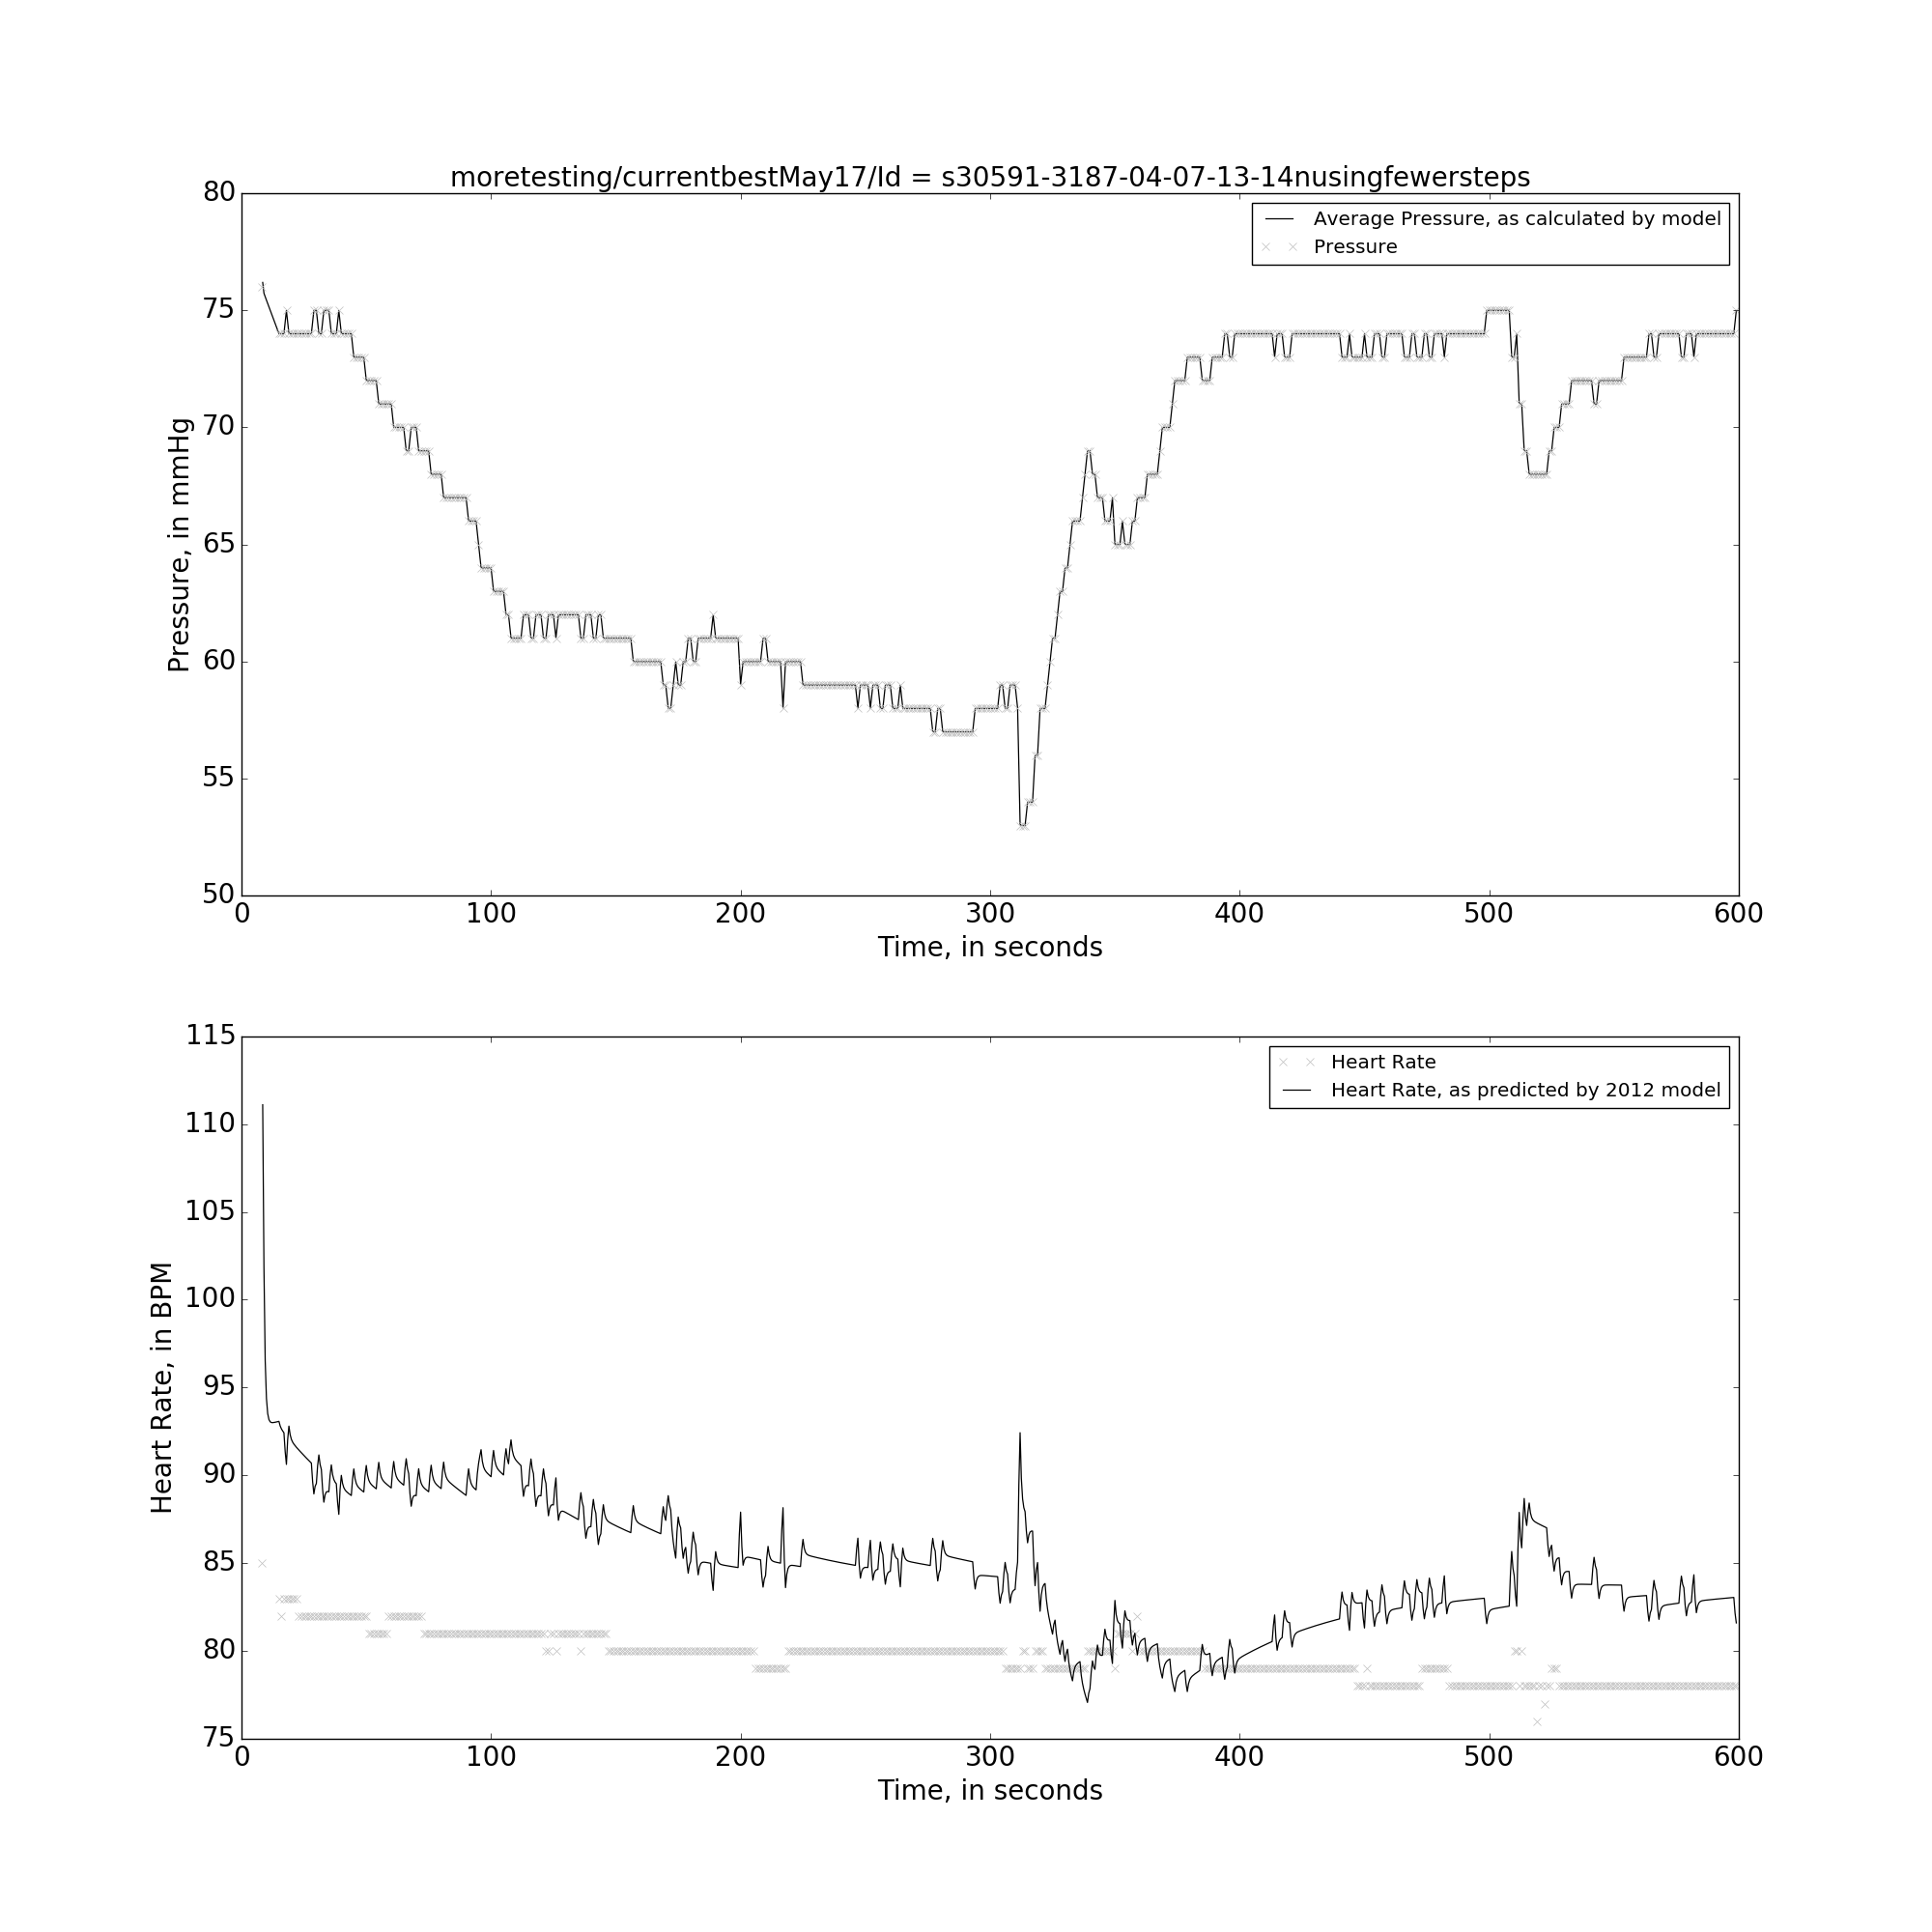 moretesting/currentbestMay17/Id = s30591-3187-04-07-13-14nusingfewersteps
80
75
70
65
60
55
50
Pressure, in mmHg
Average Pressure, as calculated by model
Pressure
0 100 200 300 400 500 600
Time, in seconds
115
110
105
100
95
90
85
80
75
Heart Rate, in BPM
Heart Rate
Heart Rate, as predicted by 2012 model
0 100 200 300 400 500 600
Time, in seconds